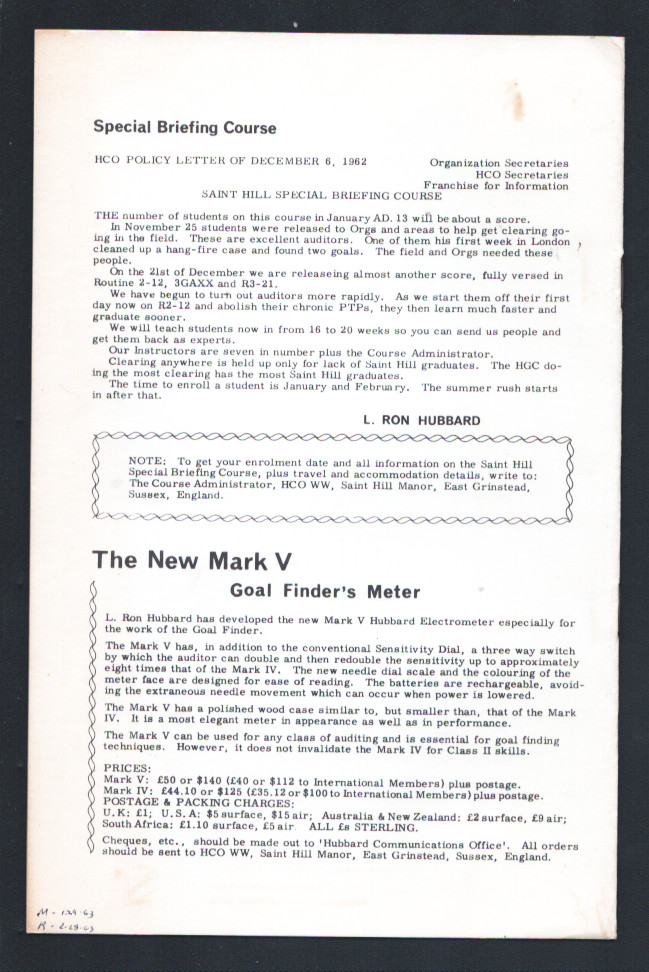 Special Briefing Course
HCO POLICY LETTER OF DECEMBER 6, 1962
Organization Secretaries
HCO Secretaries
Franchise for Information
SAINT HILL SPECIAL BRIEFING COURSE
THE number of students on this course in January AD. 13 will be about a score.
In November 25 students were released to Orgs and areas to help get clearing go-
ing in the field. These are excellent auditors. One of them his first week in London
cleaned up a hang-fire case and found two goals. The field and Orgs needed these
people.
On the 21st of December we are releaseing almost another score, fully versed in
Routine 2-12, 3GAXX and R3-21.
We have begun to turn out auditors more rapidly. As we start them off their first
day now on R2-12 and abolish their chronic PTPs, they then learn much faster and
graduate sooner.
We will teach students now in from 16 to 20 weeks so you can send us people and
get them back as experts.
Our Instructors are seven in number plus the Course Administrator.
Clearing anywhere is held up only for lack of Saint Hill graduates. The HGC do-
ing the most clearing has the most Saint Hill graduates.
The time to enroll a student is January and February. The summer rush starts
in after that.
L. RON HUBBARD
NOTE: To get your enrolment date and all information on the Saint Hill
Special Briefing Course, plus travel and accommodation details, write to:
The Course Administrator, HCO WW, Saint Hill Manor, East Grinstead,
Sussex, England.
The New Mark V
Goal Finder's Meter
L. Ron Hubbard has developed the new Mark V Hubbard Electrometer especially for
the work of the Goal Finder.
The Mark V has, in addition to the conventional Sensitivity Dial, a three way switch
by which the auditor can double and then redouble the sensitivity up to approximately
eight times that of the Mark IV. The new needle dial scale and the colouring of the
meter face are designed for ease of reading. The batteries are rechargeable, avoid-
ing the extraneous needle movement which can occur when power is lowered.
The Mark V has a polished wood case similar to, but smaller than, that of the Mark
IV. It is a most elegant meter in appearance as well as in performance.
The Mark V can be used for any class of auditing and is essential for goal finding
techniques. However, it does not invalidate the Mark IV for Class II skills.
PRICES:
Mark V: £50 or $140 (£40 or $112 to International Members) plus postage.
Mark IV: £44.10 or $125 (£35.12 or $100 to International Members) plus postage.
POSTAGE & PACKING CHARGES:
U.K: £1; U.S.A: $5 surface, $15 air; Australia & New Zealand: £2 surface, £9 air;
South Africa: £1.10 surface, £5 air. ALL £s STERLING.
Cheques, etc., should be made out to 'Hubbard Communications Office'. All orders
should be sent to HCO WW, Saint Hill Manor, East Grinstead, Sussex, England.
M - 1-29-63
R - 2-28-63